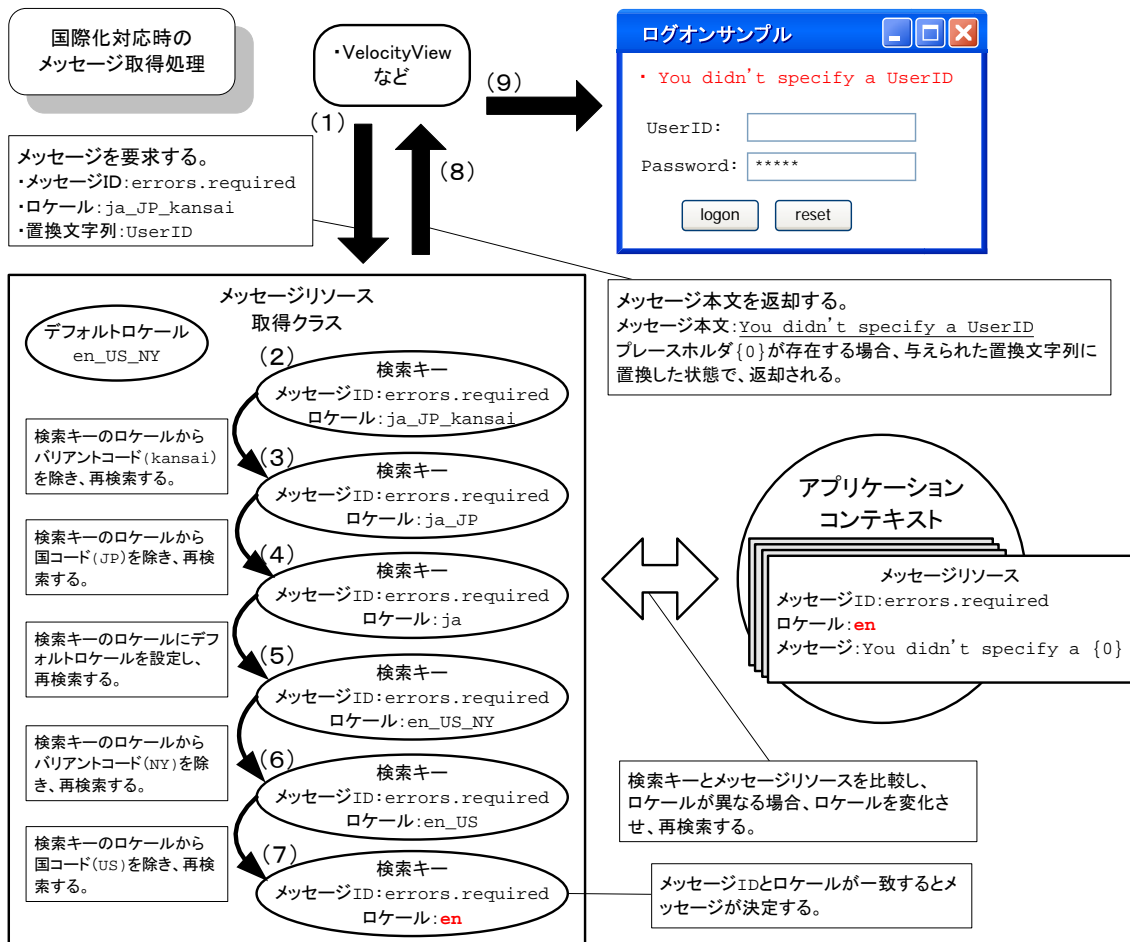 国際化対応時の
メッセージ取得処理
・VelocityView
など
(1)
(8)
(9)
ログオンサンプル
・ You didn't specify a UserID
UserID:
Password:
*****
logon
reset
メッセージを要求する。
・メッセージID:errors.required
・ロケール:ja_JP_kansai
・置換文字列:UserID
メッセージ本文を返却する。
メッセージ本文:You didn't specify a UserID
プレースホルダ{0}が存在する場合、与えられた置換文字列に
置換した状態で、返却される。
メッセージリソース
取得クラス
デフォルトロケール
en_US_NY
(2)
検索キー
メッセージID:errors.required
ロケール:ja_JP_kansai
検索キーのロケールから
バリアントコード(kansai)
を除き、再検索する。
(3)
検索キー
メッセージID:errors.required
ロケール:ja_JP
検索キーのロケールから
国コード(JP)を除き、再検
索する。
(4)
検索キー
メッセージID:errors.required
ロケール:ja
検索キーのロケールにデフ
ォルトロケールを設定し、
再検索する。
(5)
検索キー
メッセージID:errors.required
ロケール:en_US_NY
検索キーのロケールから
バリアントコード(NY)を除
き、再検索する。
(6)
検索キー
メッセージID:errors.required
ロケール:en_US
検索キーのロケールから
国コード(US)を除き、再検
索する。
(7)
検索キー
メッセージID:errors.required
ロケール:en
アプリケーション
コンテキスト
メッセージリソース
メッセージID:errors.required
ロケール:en
メッセージ:You didn't specify a {0}
検索キーとメッセージリソースを比較し、
ロケールが異なる場合、ロケールを変化さ
せ、再検索する。
メッセージIDとロケールが一致するとメ
ッセージが決定する。